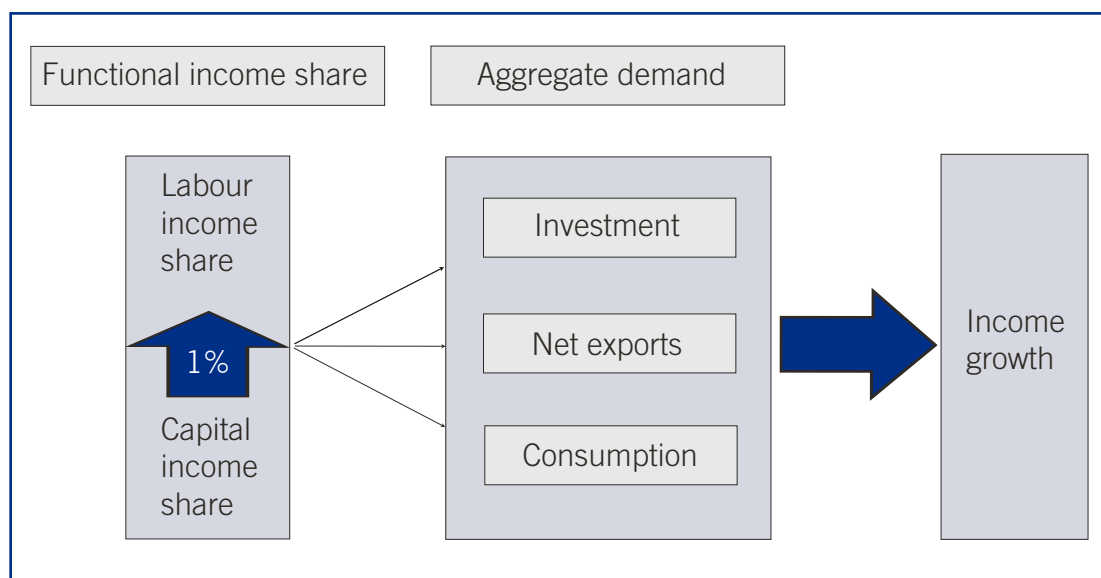 Functional income share
Aggregate demand
Labour
income
share
1%
Capital
income
share
Investment
Net exports
Consumption
Income
growth